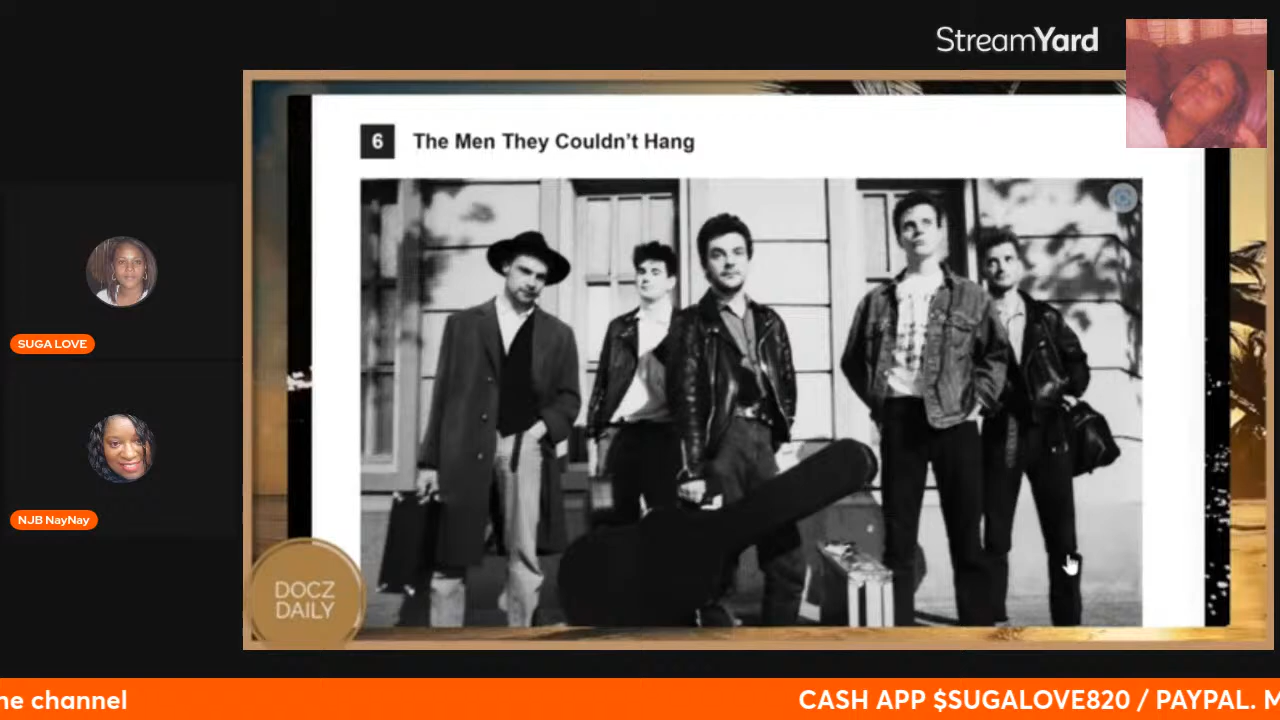 StreamYard
6 The Men They Couldn't Hang
SUGA LOVE
NJB NayNay
DOCZ
DAILY
he channel
CASH APP $SUGALOVE820 / PAYPAL. M